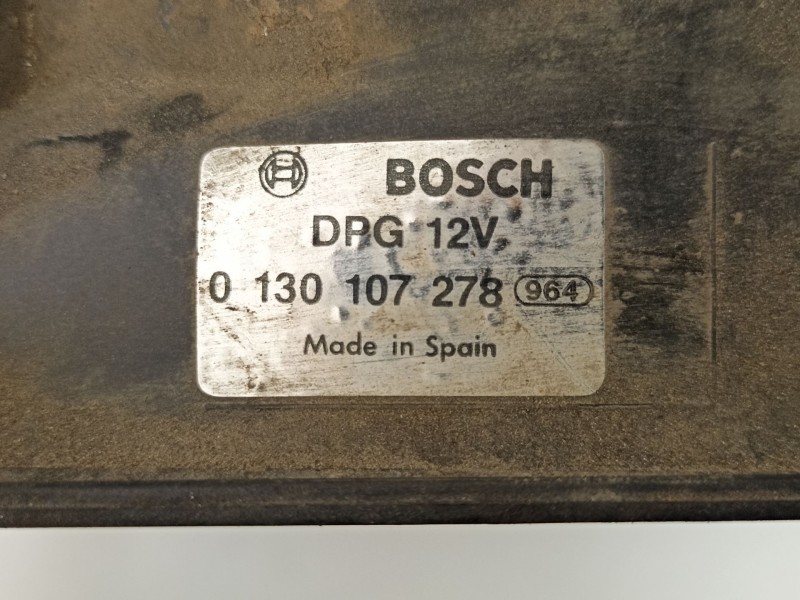 BOSCH
DPG 12V
0 130 107 278 964
Made in Spain